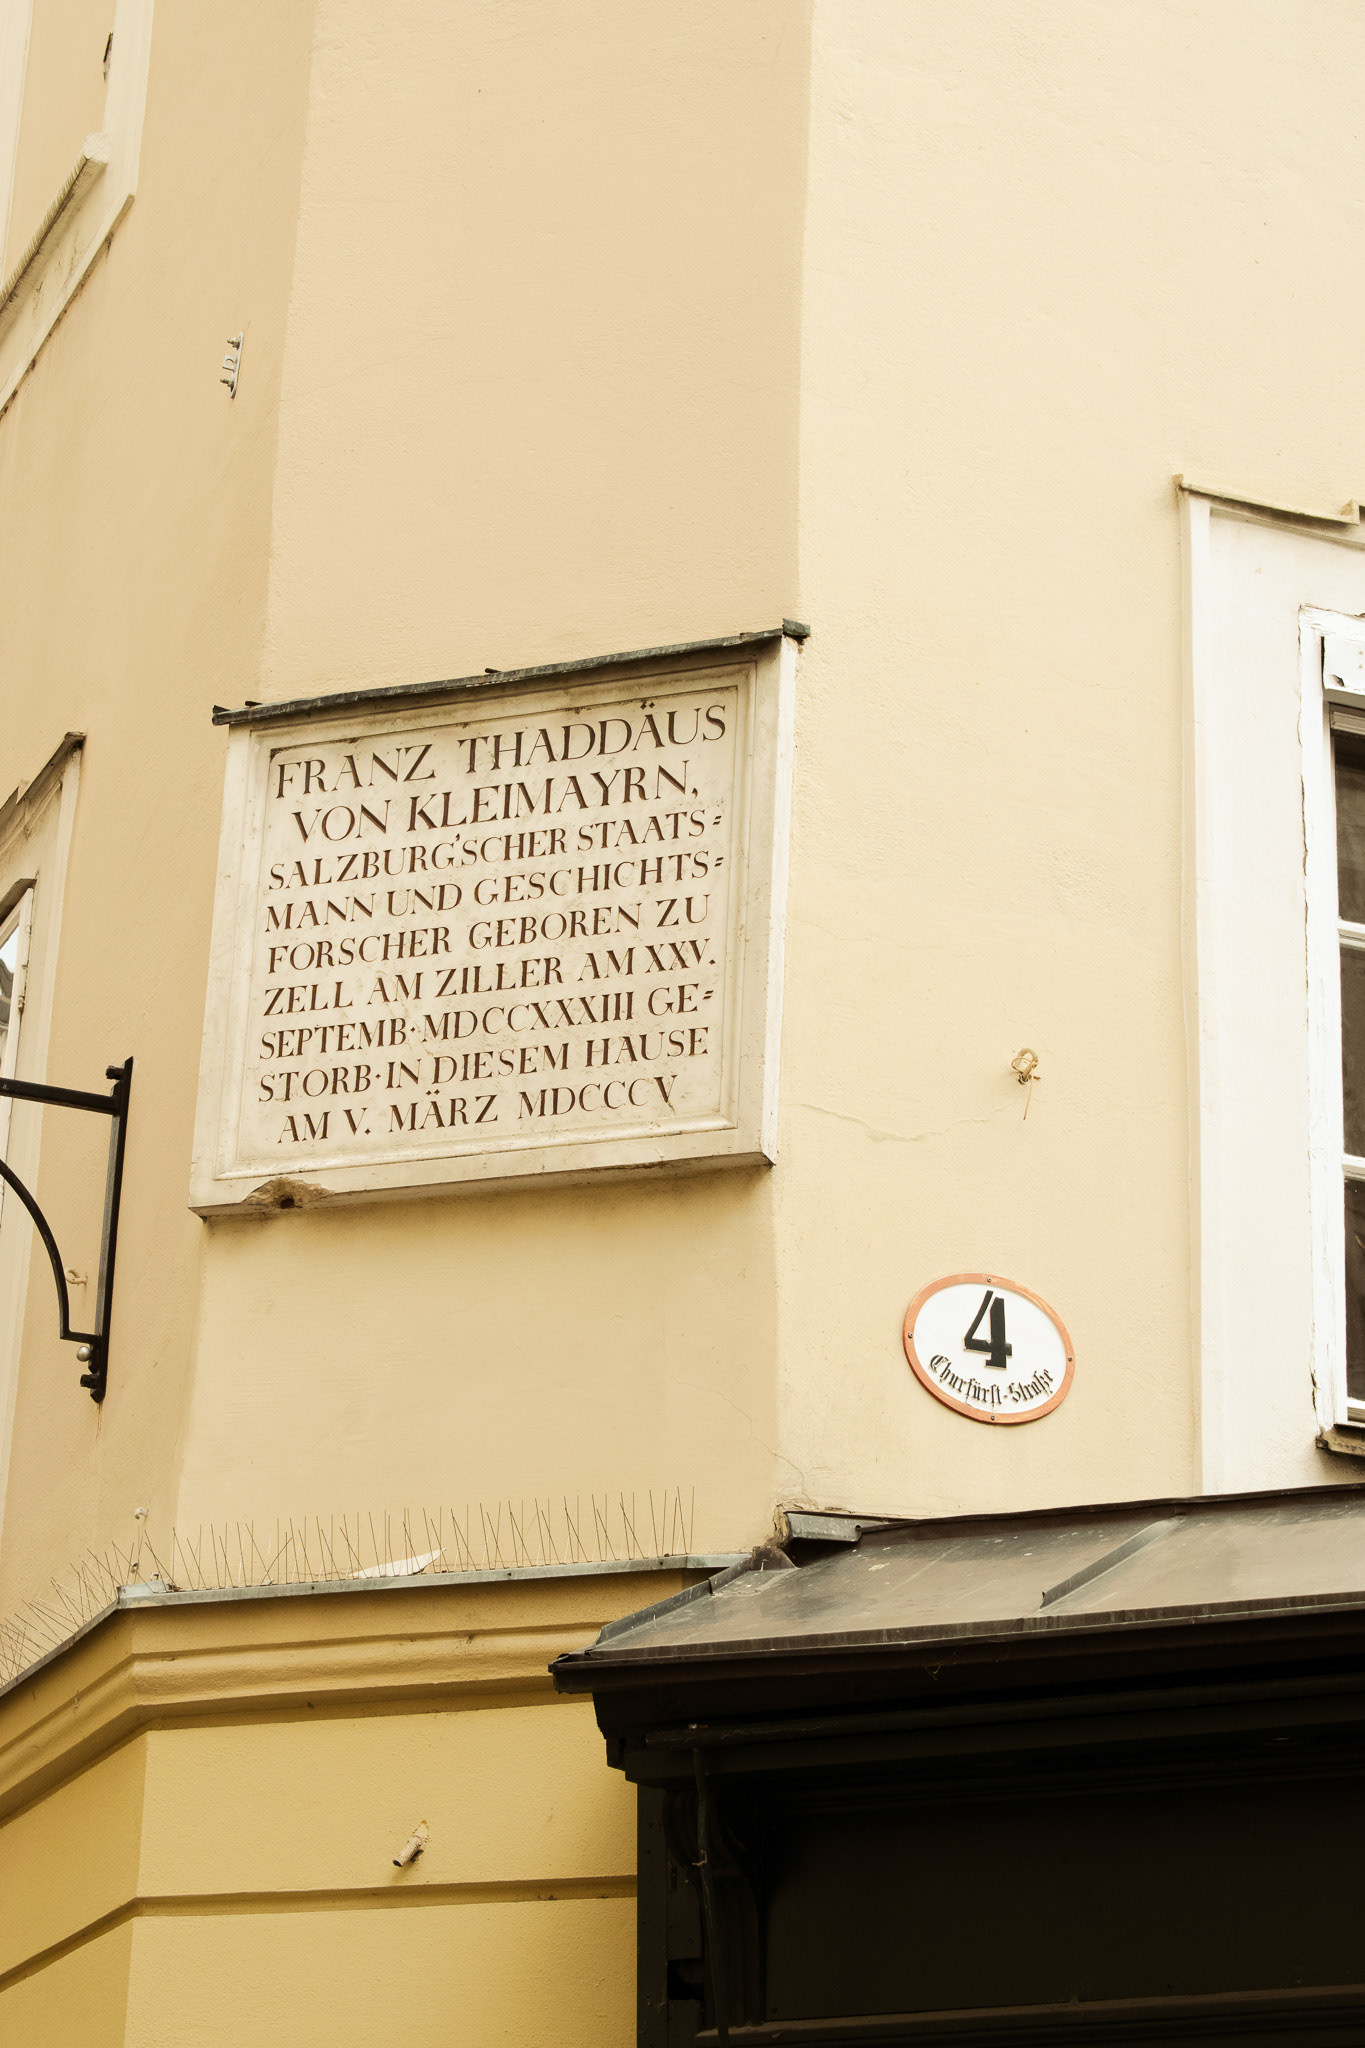 FRANZ THADDÄUS
VON KLEIMAYRN,
SALZBURG'SCHER STAATS=
MANN UND GESCHICHTS=
FORSCHER GEBOREN ZU
ZELL AM ZILLER AM XXV.
SEPTEMB·MDCCXXXIII GE=
STORB·IN DIESEM HAUSE
AM V. MÄRZ MDCCCV
4
Churfürst-Straße